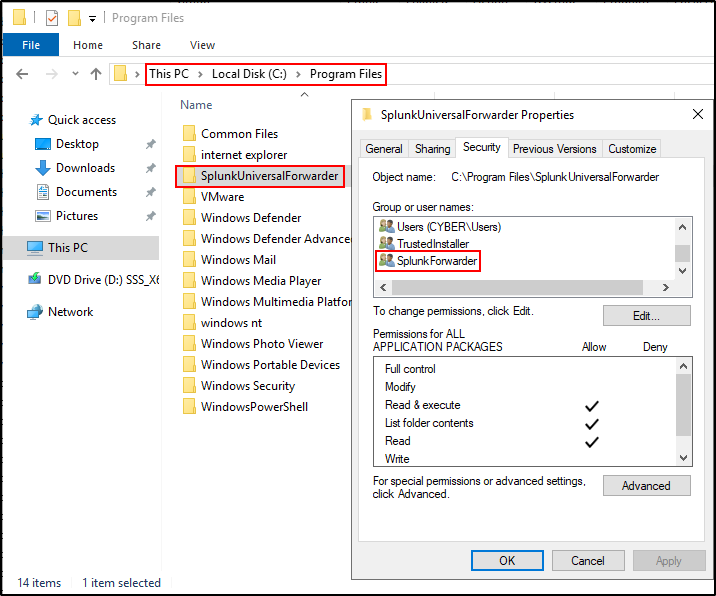 Program Files
File Home Share View
This PC > Local Disk (C:) > Program Files
Quick access
Desktop
Downloads
Documents
Pictures
This PC
DVD Drive (D:) SSS_X6
Network
Name
Common Files
internet explorer
SplunkUniversalForwarder
VMware
Windows Defender
Windows Defender Advance
Windows Mail
Windows Media Player
Windows Multimedia Platfor
windows nt
Windows Photo Viewer
Windows Portable Devices
Windows Security
WindowsPowerShell
SplunkUniversalForwarder Properties
General Sharing Security Previous Versions Customize
Object name: C:\Program Files\SplunkUniversalForwarder
Group or user names:
Users (CYBER\Users)
TrustedInstaller
SplunkForwarder
To change permissions, click Edit.
Edit...
Permissions for ALL
APPLICATION PACKAGES Allow Deny
Full control
Modify
Read & execute
List folder contents
Read
Write
For special permissions or advanced settings,
click Advanced.
Advanced
OK Cancel Apply
14 items 1 item selected